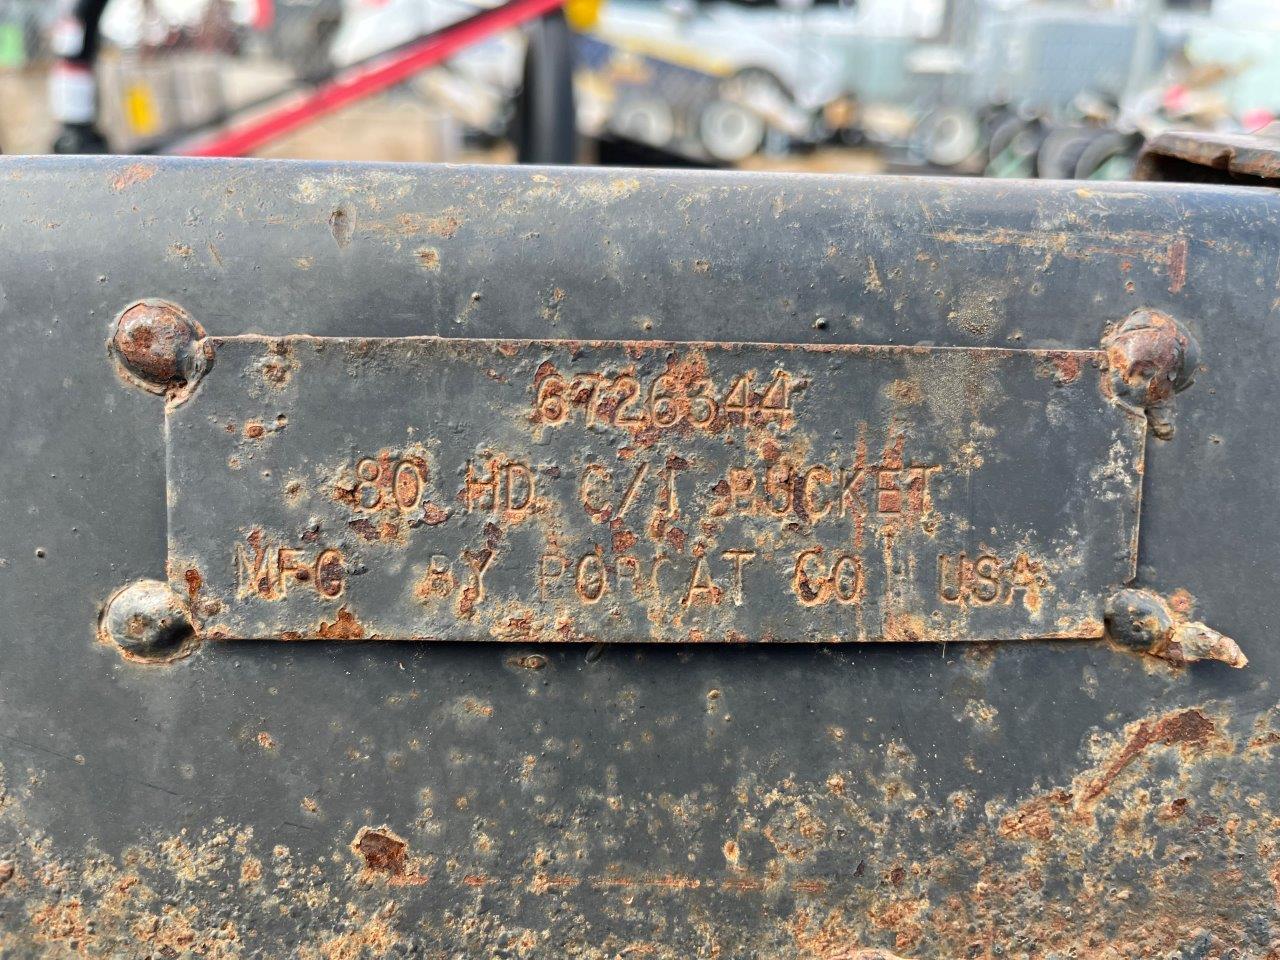 6726344
80 HD C/I BUCKET
MFG BY BOBCAT CO USA